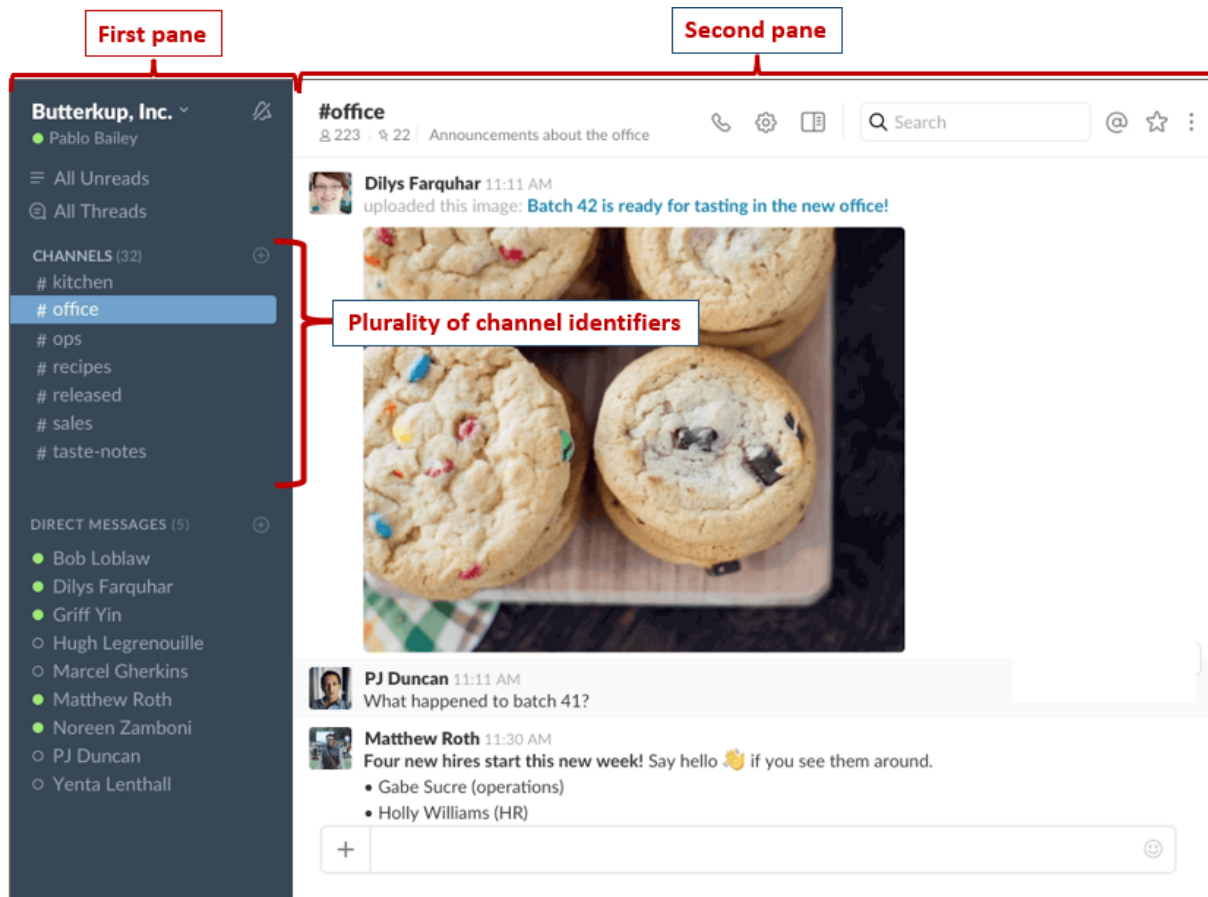 First pane
Second pane
Butterkup, Inc.
Pablo Bailey
All Unreads
All Threads
CHANNELS (32)
# kitchen
# office
# ops
# recipes
# released
# sales
# taste-notes
DIRECT MESSAGES (5)
Bob Loblaw
Dilys Farquhar
Griff Yin
Hugh Legrenouille
Marcel Gherkins
Matthew Roth
Noreen Zamboni
PJ Duncan
Yenta Lenthall
Plurality of channel identifiers
#office
223 | 22 | Announcements about the office
Search
Dilys Farquhar 11:11 AM
uploaded this image: Batch 42 is ready for tasting in the new office!
PJ Duncan 11:11 AM
What happened to batch 41?
Matthew Roth 11:30 AM
Four new hires start this new week! Say hello 👋 if you see them around.
• Gabe Sucre (operations)
• Holly Williams (HR)